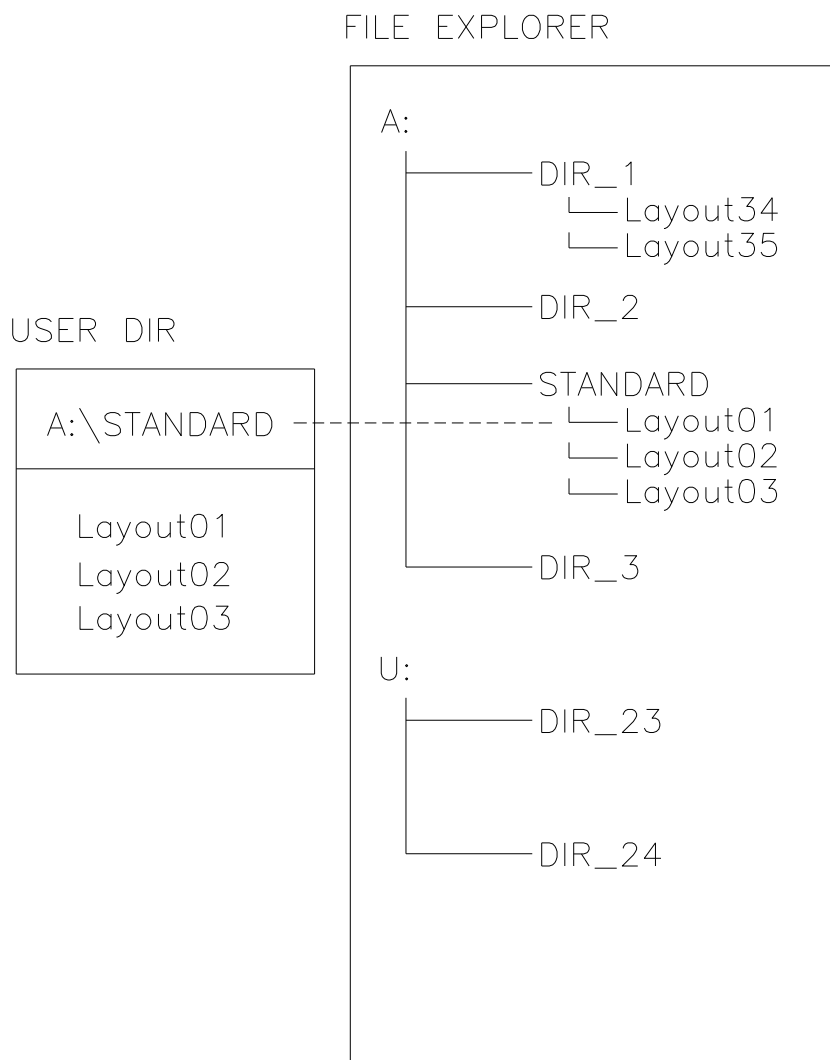 FILE EXPLORER
A:
DIR_1
Layout34
Layout35
DIR_2
USER DIR
STANDARD
A:\STANDARD
Layout01
Layout02
Layout03
Layout01
Layout02
Layout03
DIR_3
U:
DIR_23
DIR_24